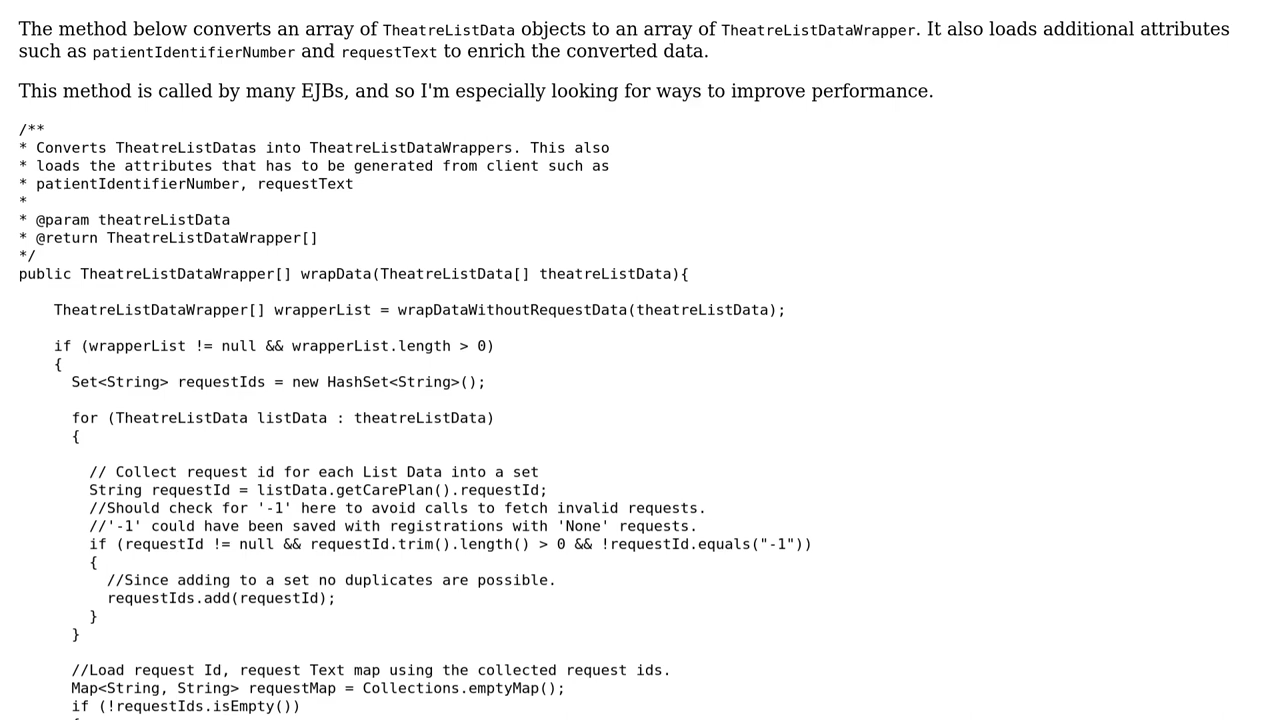 The method below converts an array of TheatreListData objects to an array of TheatreListDataWrapper. It also loads additional attributes
such as patientIdentifierNumber and requestText to enrich the converted data.
This method is called by many EJBs, and so I'm especially looking for ways to improve performance.
/**
* Converts TheatreListDatas into TheatreListDataWrappers. This also
* loads the attributes that has to be generated from client such as
* patientIdentifierNumber, requestText
*
* @param theatreListData
* @return TheatreListDataWrapper[]
*/
public TheatreListDataWrapper[] wrapData(TheatreListData[] theatreListData){
    TheatreListDataWrapper[] wrapperList = wrapDataWithoutRequestData(theatreListData);
    if (wrapperList != null && wrapperList.length > 0)
    {
      Set<String> requestIds = new HashSet<String>();
      for (TheatreListData listData : theatreListData)
      {
        // Collect request id for each List Data into a set
        String requestId = listData.getCarePlan().requestId;
        //Should check for '-1' here to avoid calls to fetch invalid requests.
        //'-1' could have been saved with registrations with 'None' requests.
        if (requestId != null && requestId.trim().length() > 0 && !requestId.equals("-1"))
        {
          //Since adding to a set no duplicates are possible.
          requestIds.add(requestId);
        }
      }
      //Load request Id, request Text map using the collected request ids.
      Map<String, String> requestMap = Collections.emptyMap();
      if (!requestIds.isEmpty())